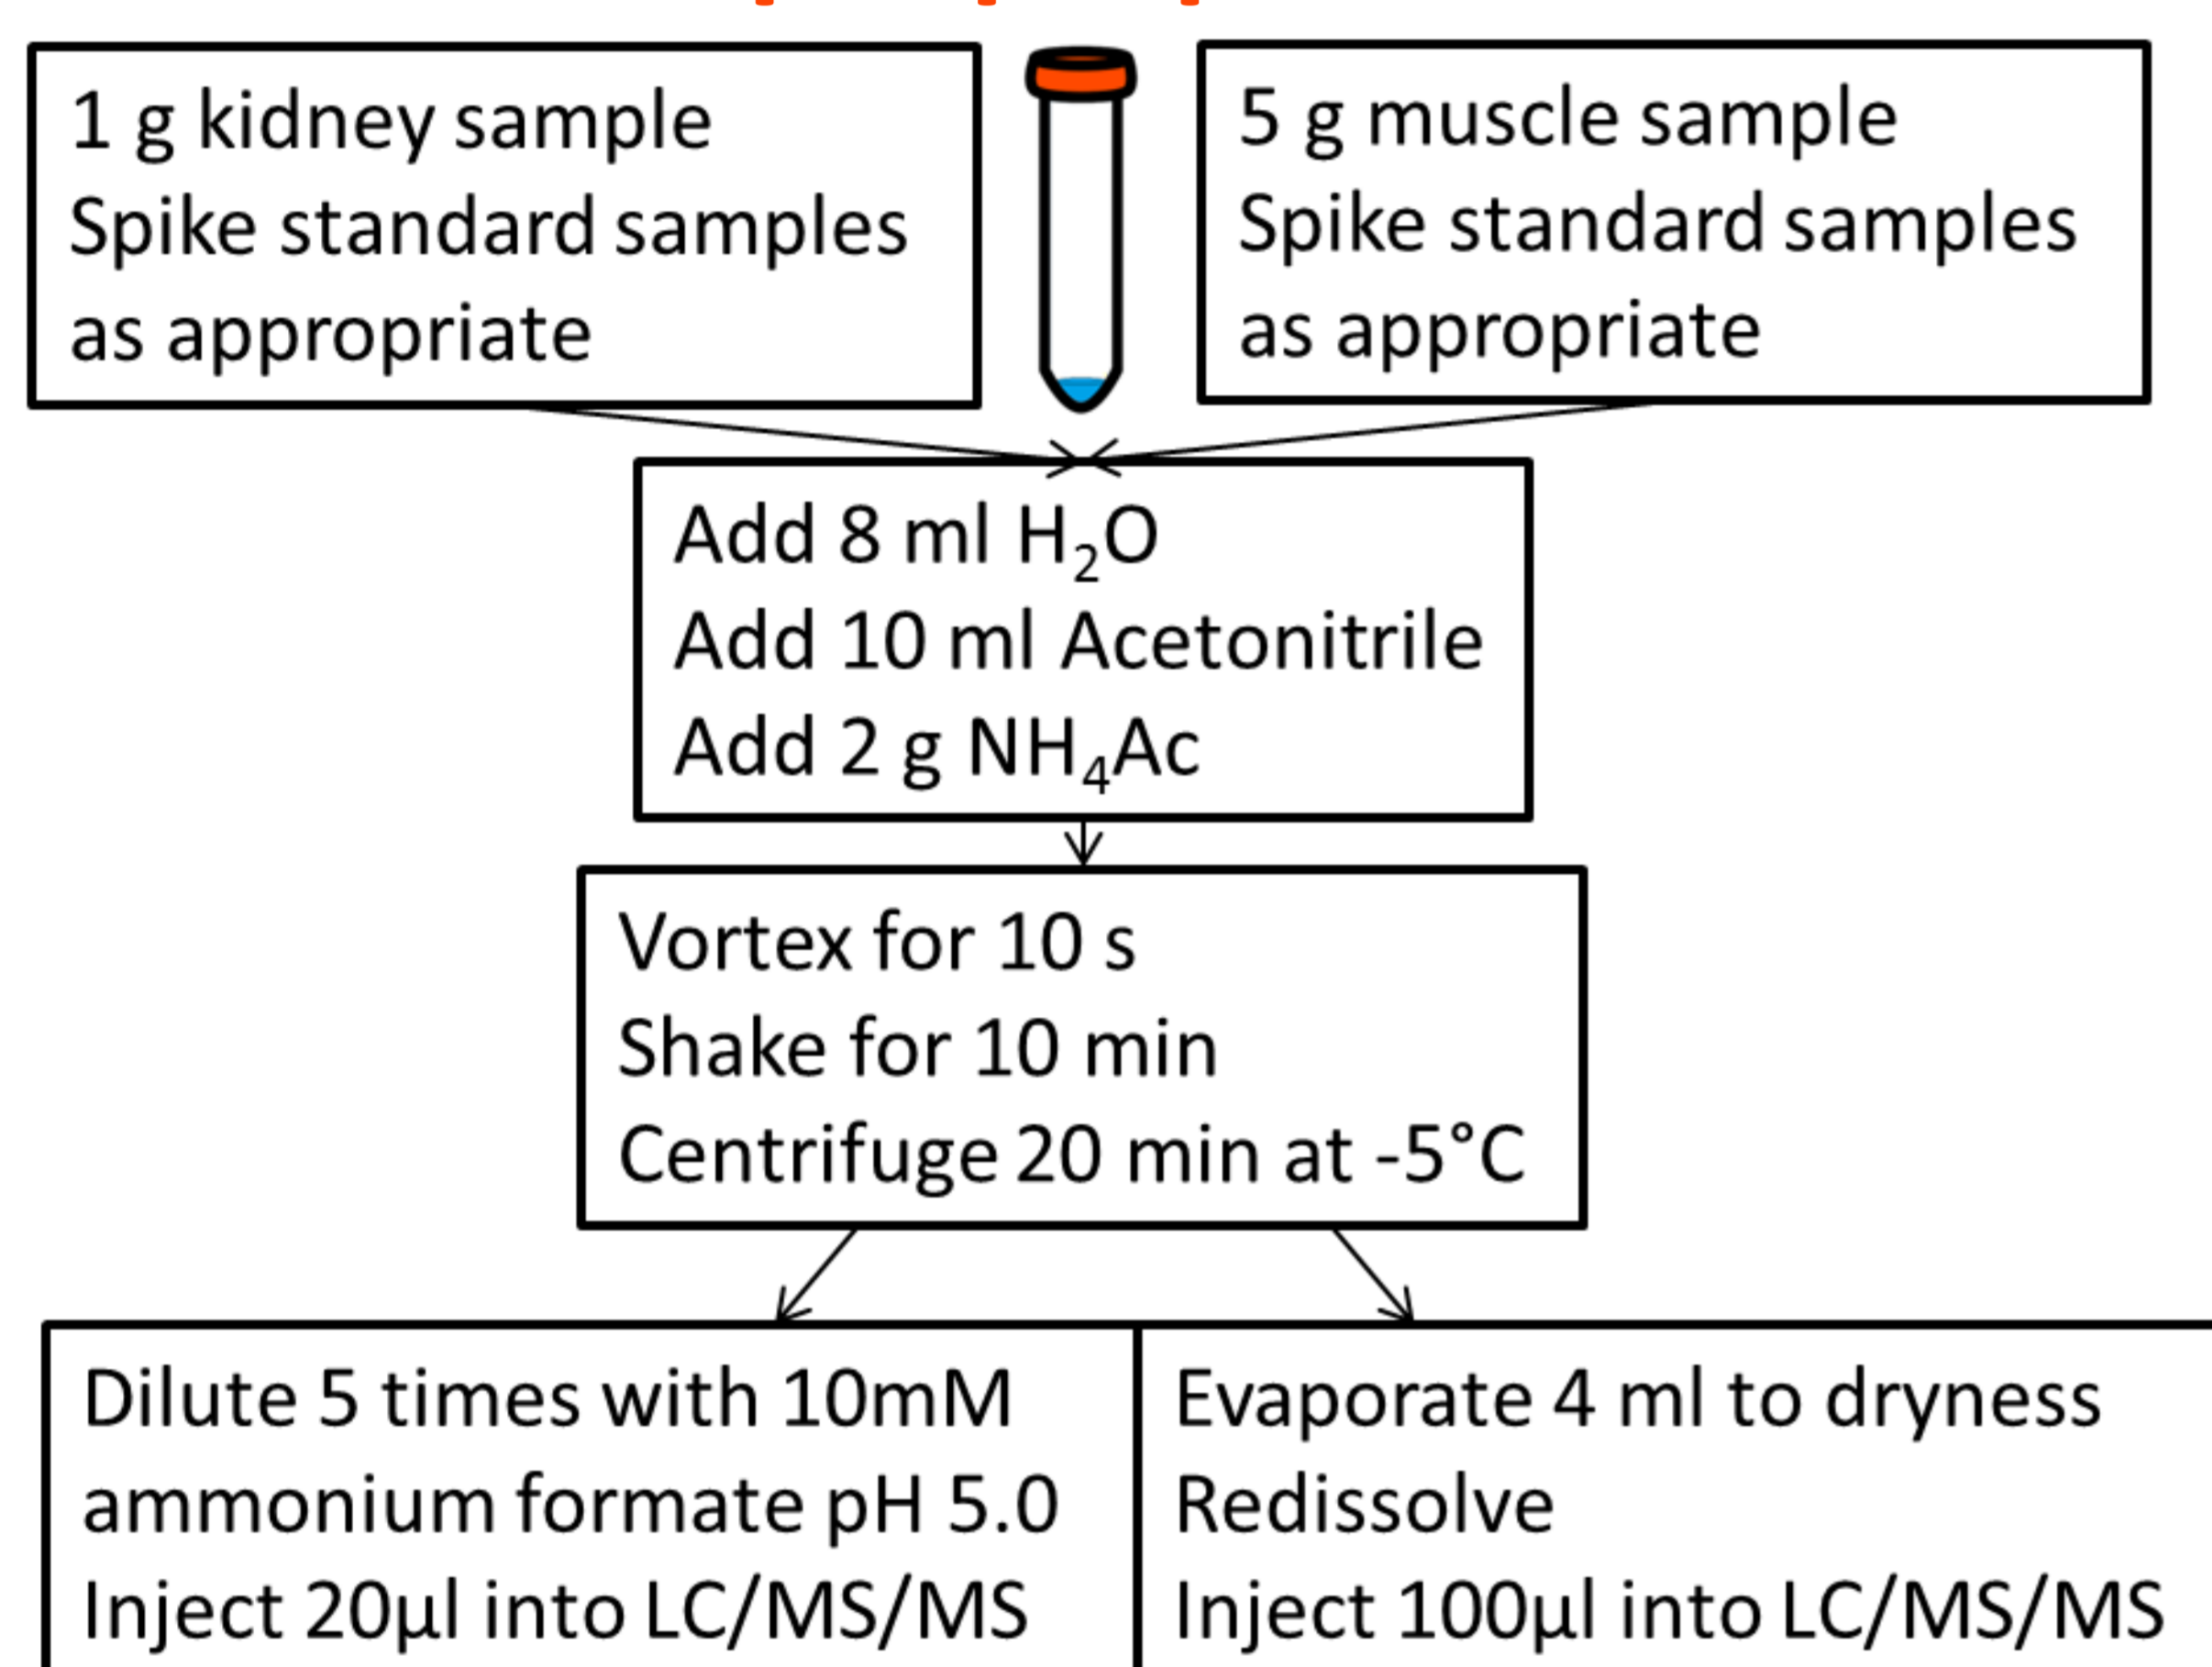 1 g kidney sample
Spike standard samples
as appropriate
5 g muscle sample
Spike standard samples
as appropriate
Add 8 ml H₂O
Add 10 ml Acetonitrile
Add 2 g NH₄Ac
Vortex for 10 s
Shake for 10 min
Centrifuge 20 min at -5°C
Dilute 5 times with 10mM
ammonium formate pH 5.0
Inject 20µl into LC/MS/MS
Evaporate 4 ml to dryness
Redissolve
Inject 100µl into LC/MS/MS